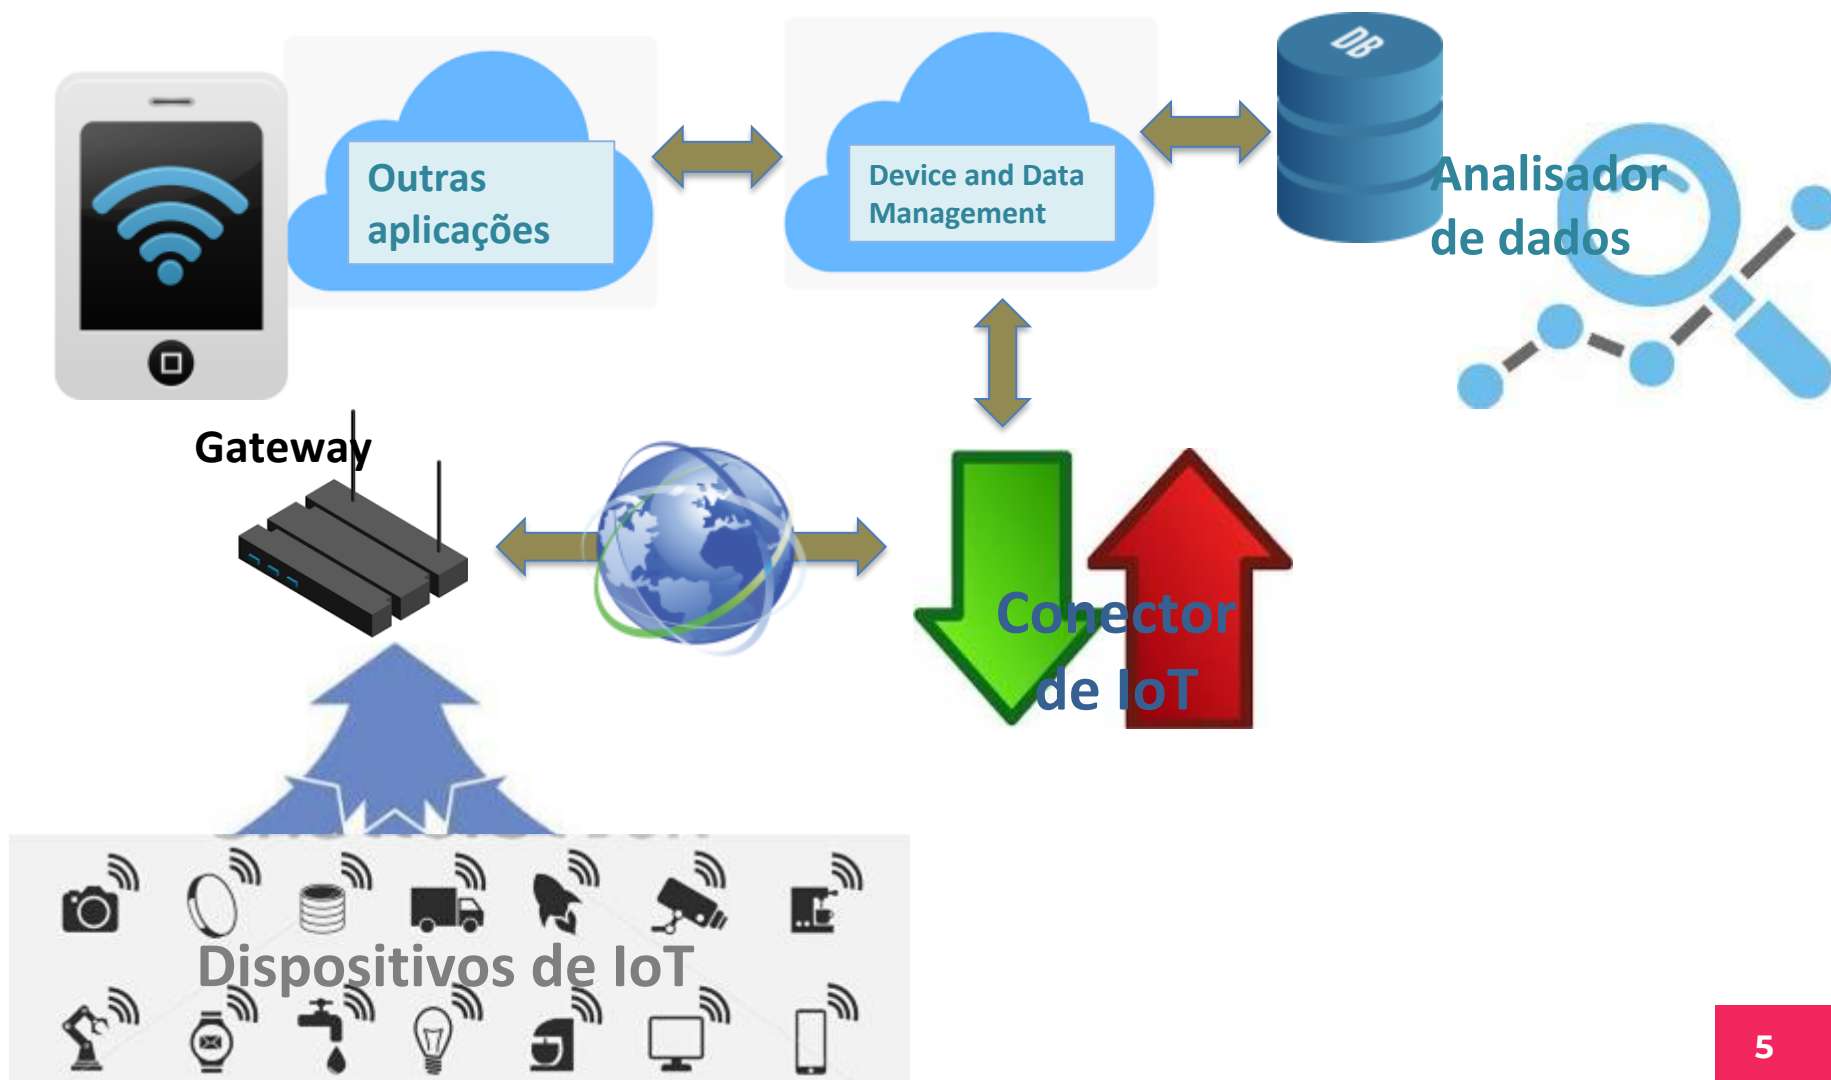 Outras
aplicações
Device and Data
Management
DB
Analisador
de dados
Gateway
Conector
de IoT
Dispositivos de IoT
5